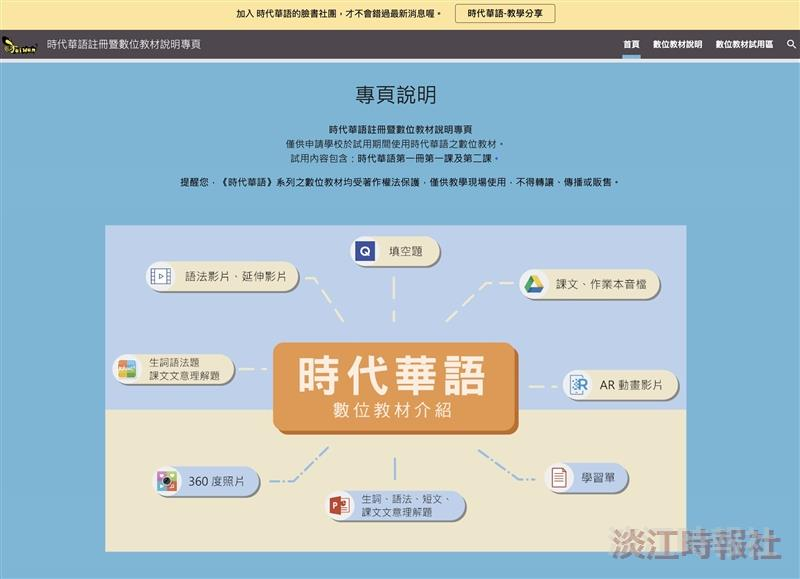 加入 時代華語的臉書社團，才不會錯過最新消息喔。
時代華語-教學分享
時代華語註冊暨數位教材說明專頁
首頁
數位教材說明
數位教材試用區
專頁說明
時代華語註冊暨數位教材說明專頁
僅供申請學校於試用期間使用時代華語之數位教材。
試用內容包含：時代華語第一冊第一課及第二課。
提醒您，《時代華語》系列之數位教材均受著作權法保護，僅供教學現場使用，不得轉讓、傳播或販售。
Q
填空題
語法影片、延伸影片
課文、作業本音檔
生詞語法題
課文文意理解題
時代華語
數位教材介紹
AR 動畫影片
360 度照片
生詞、語法、短文、
課文文意理解題
學習單
淡江時報社